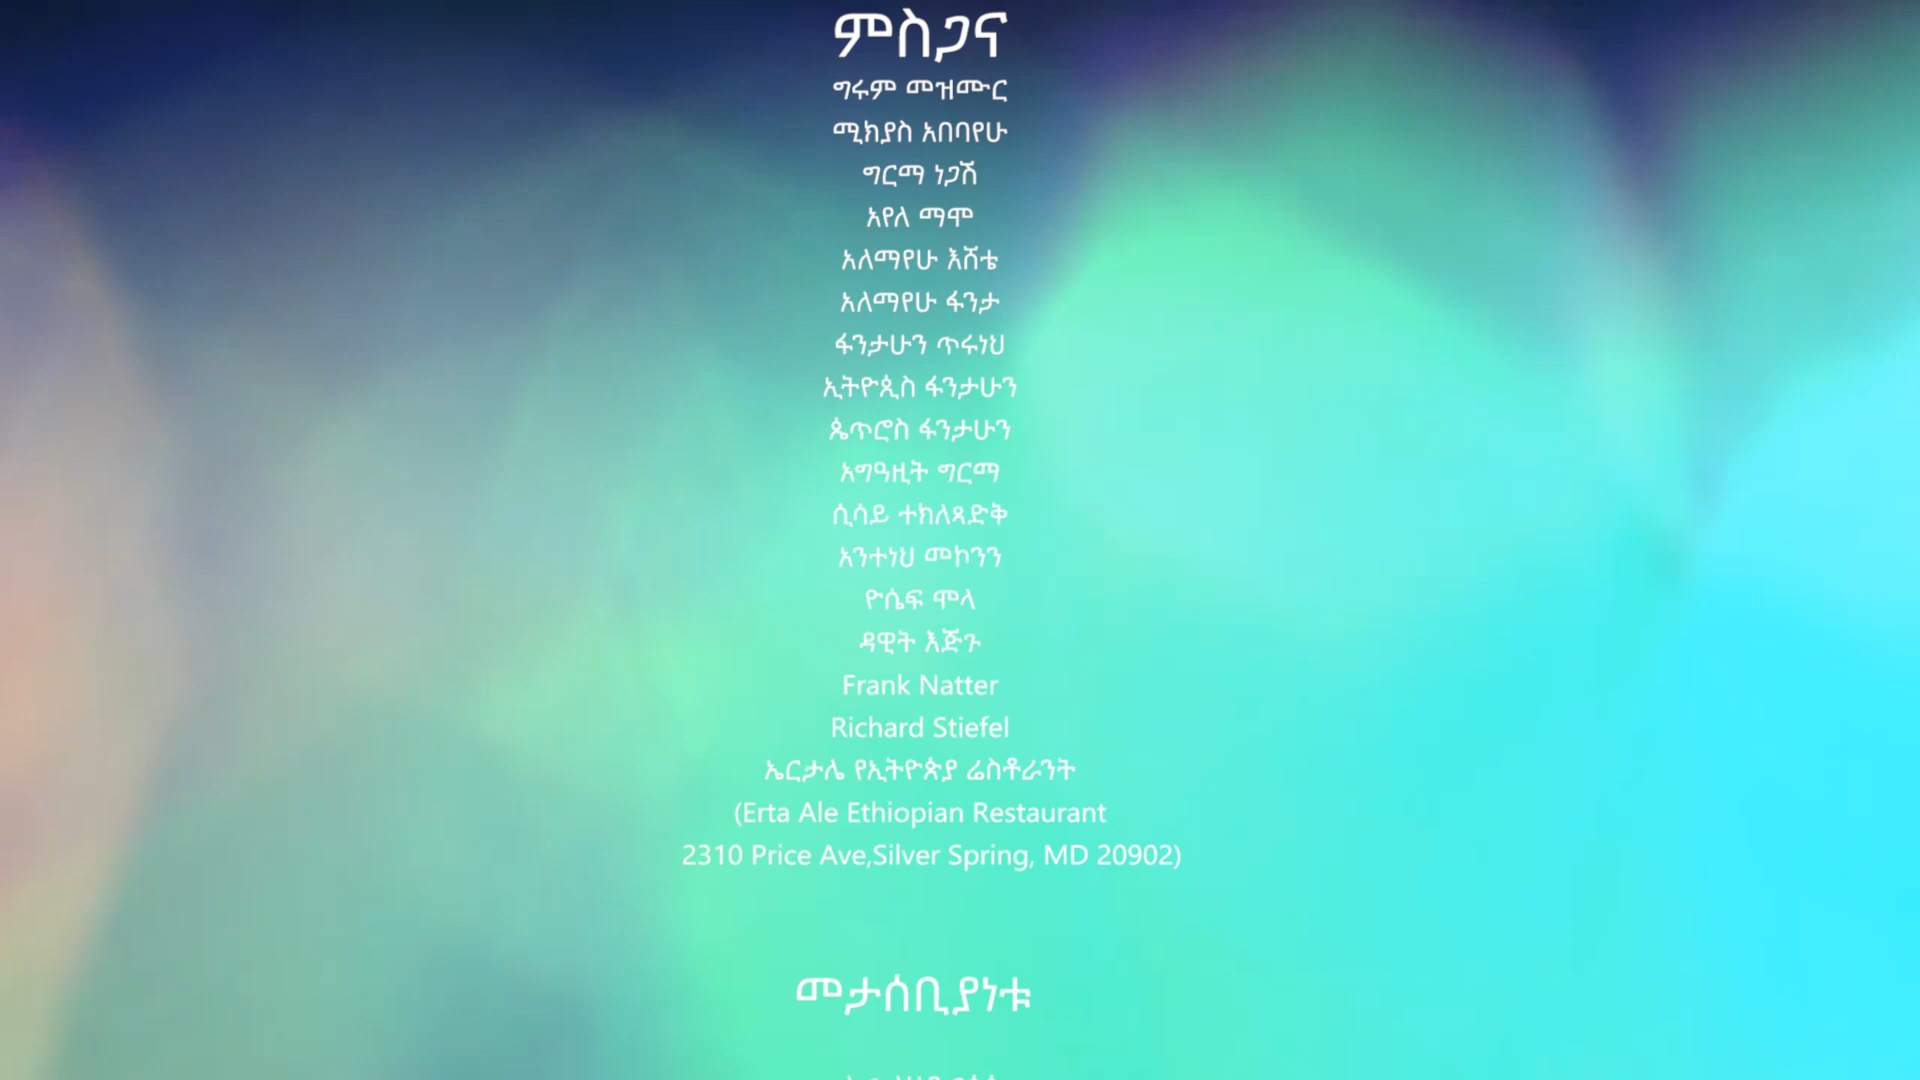 ምስጋና
ግሩም መዝሙር
ሚክያስ አበባየሁ
ግርማ ነጋሽ
አየለ ማሞ
አለማየሁ እሸቴ
አለማየሁ ፋንታ
ፋንታሁን ጥሩነህ
ኢትዮጲስ ፋንታሁን
ጴጥሮስ ፋንታሁን
አግዓዚት ግርማ
ሲሳይ ተክለጻድቅ
አንተነህ መኮንን
ዮሴፍ ሞላ
ዳዊት እጅጉ
Frank Natter
Richard Stiefel
ኤርታሌ የኢትዮጵያ ሬስቶራንት
(Erta Ale Ethiopian Restaurant
2310 Price Ave,Silver Spring, MD 20902)
መታሰቢያነቱ